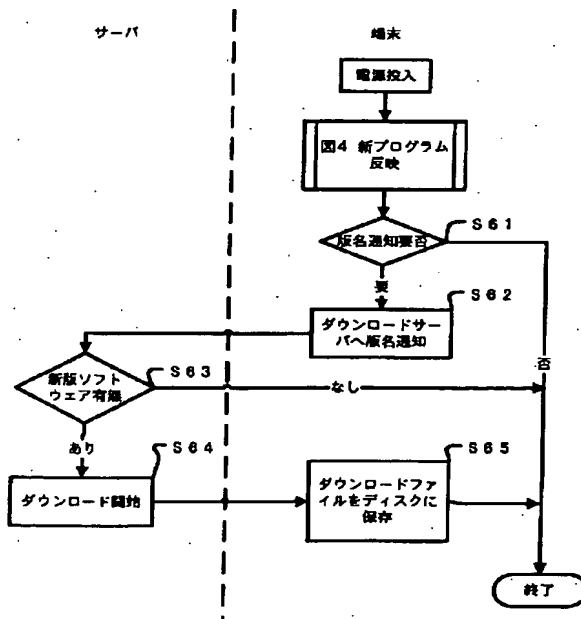 サーバ
端末
電源投入
図4 新プログラム
反映
版名通知要否
S61
要
S62
ダウンロードサー
バへ版名通知
否
新版ソフト
ウェア有無
S63
なし
あり
S64
ダウンロード開始
S65
ダウンロードファ
イルをディスクに
保存
終了